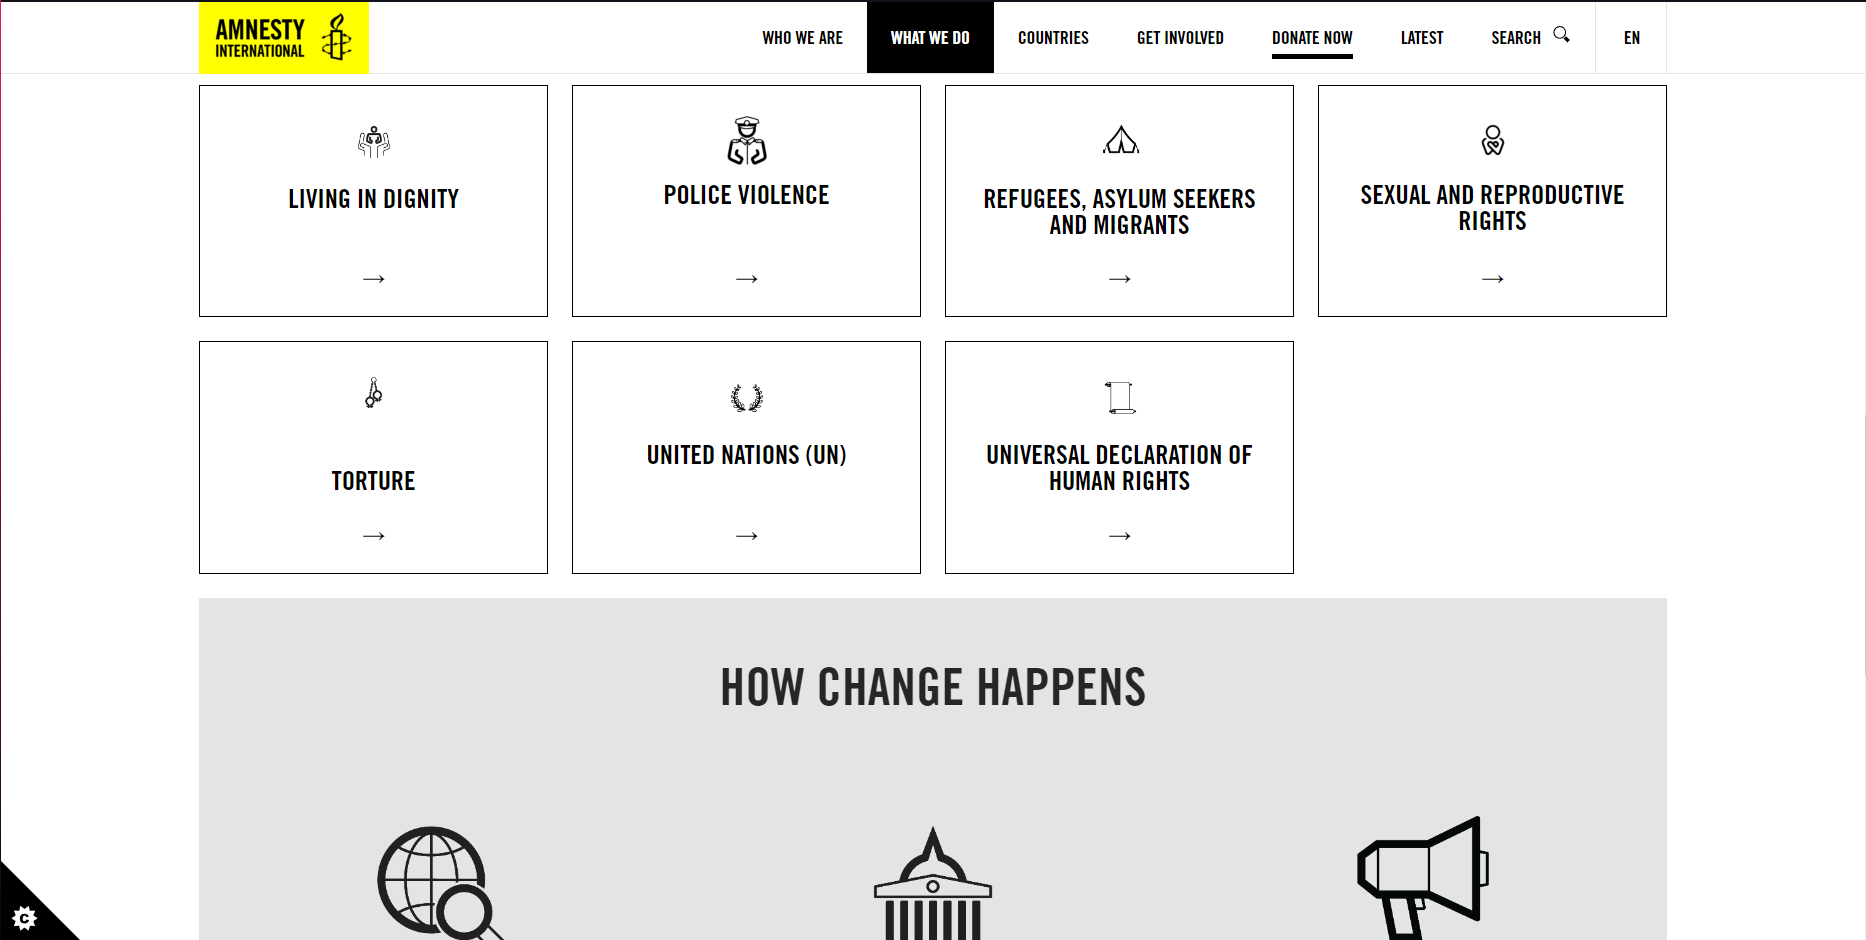 AMNESTY
INTERNATIONAL
WHO WE ARE
WHAT WE DO
COUNTRIES
GET INVOLVED
DONATE NOW
LATEST
SEARCH
EN
LIVING IN DIGNITY
POLICE VIOLENCE
REFUGEES, ASYLUM SEEKERS
AND MIGRANTS
SEXUAL AND REPRODUCTIVE
RIGHTS
TORTURE
UNITED NATIONS (UN)
UNIVERSAL DECLARATION OF
HUMAN RIGHTS
HOW CHANGE HAPPENS
C